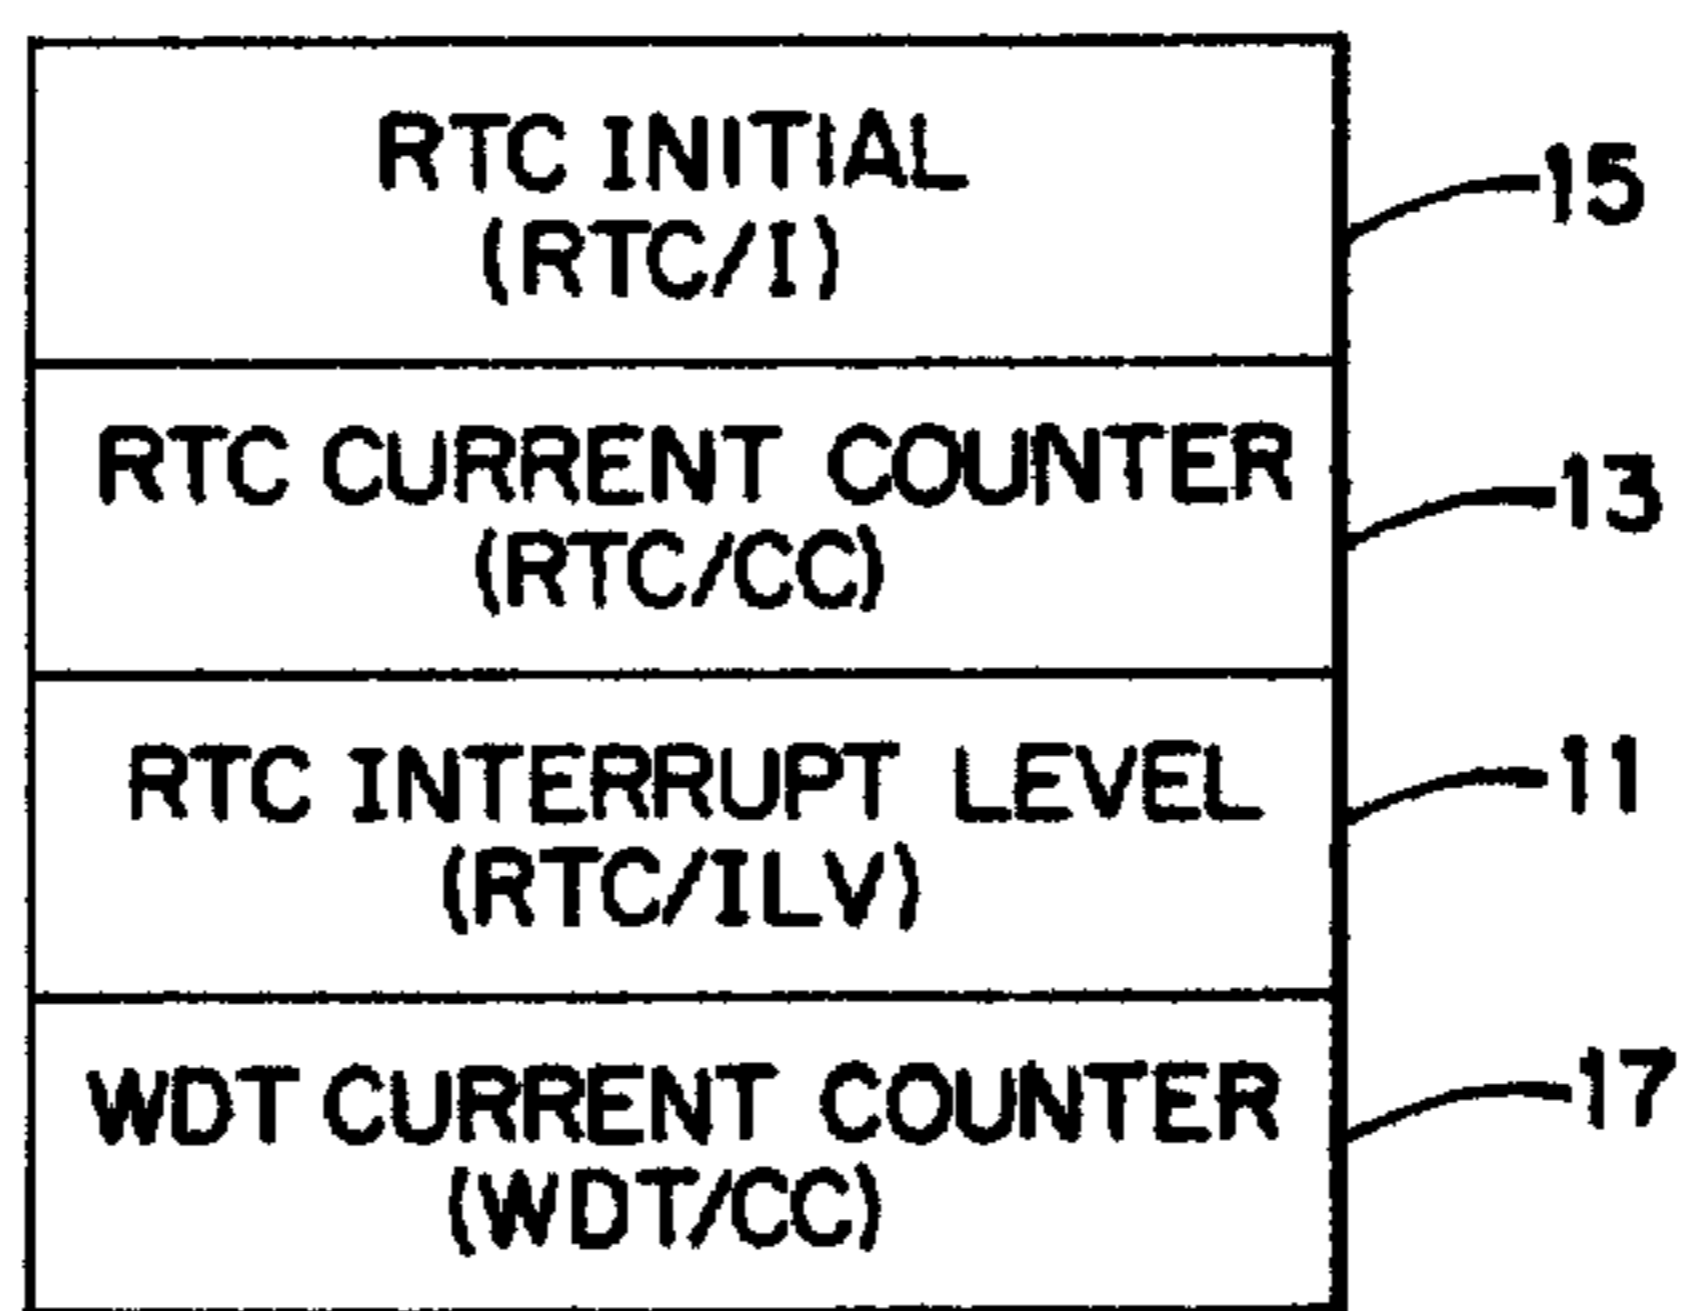 RTC INITIAL
(RTC/I)
15
RTC CURRENT COUNTER
(RTC/CC)
13
RTC INTERRUPT LEVEL
(RTC/ILV)
11
WDT CURRENT COUNTER
(WDT/CC)
17